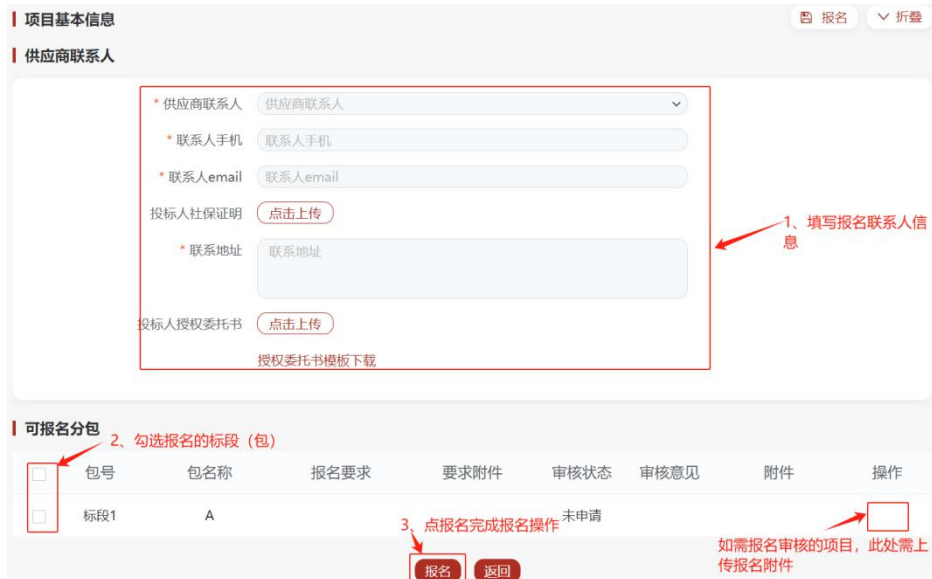 项目基本信息
报名
折叠
供应商联系人
* 供应商联系人 供应商联系人
* 联系人手机 联系人手机
* 联系人email 联系人email
投标人社保证明 点击上传
1、填写报名联系人信
息
* 联系地址 联系地址
投标人授权委托书 点击上传
授权委托书模板下载
可报名分包
2、勾选报名的标段（包）
包号 包名称 报名要求 要求附件 审核状态 审核意见 附件 操作
标段1 A 未申请
3、点报名完成报名操作
如需报名审核的项目，此处需上
传报名附件
报名 返回